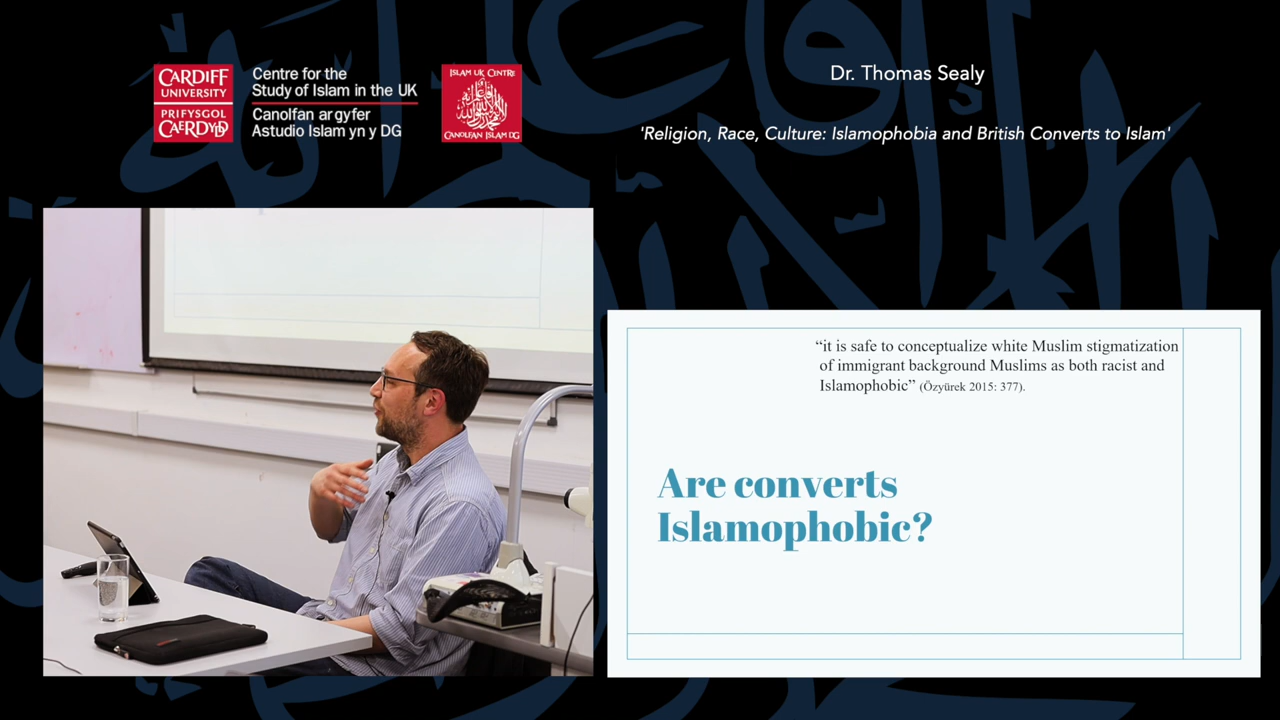 CARDIFF
UNIVERSITY
PRIFYSGOL
CAERDYDD
Centre for the
Study of Islam in the UK
Canolfan ar gyfer
Astudio Islam yn y DG
ISLAM UK CENTRE
CANOLFAN ISLAM DG
Dr. Thomas Sealy
'Religion, Race, Culture: Islamophobia and British Converts to Islam'
“it is safe to conceptualize white Muslim stigmatization
of immigrant background Muslims as both racist and
Islamophobic” (Özyürek 2015: 377).
Are converts
Islamophobic?